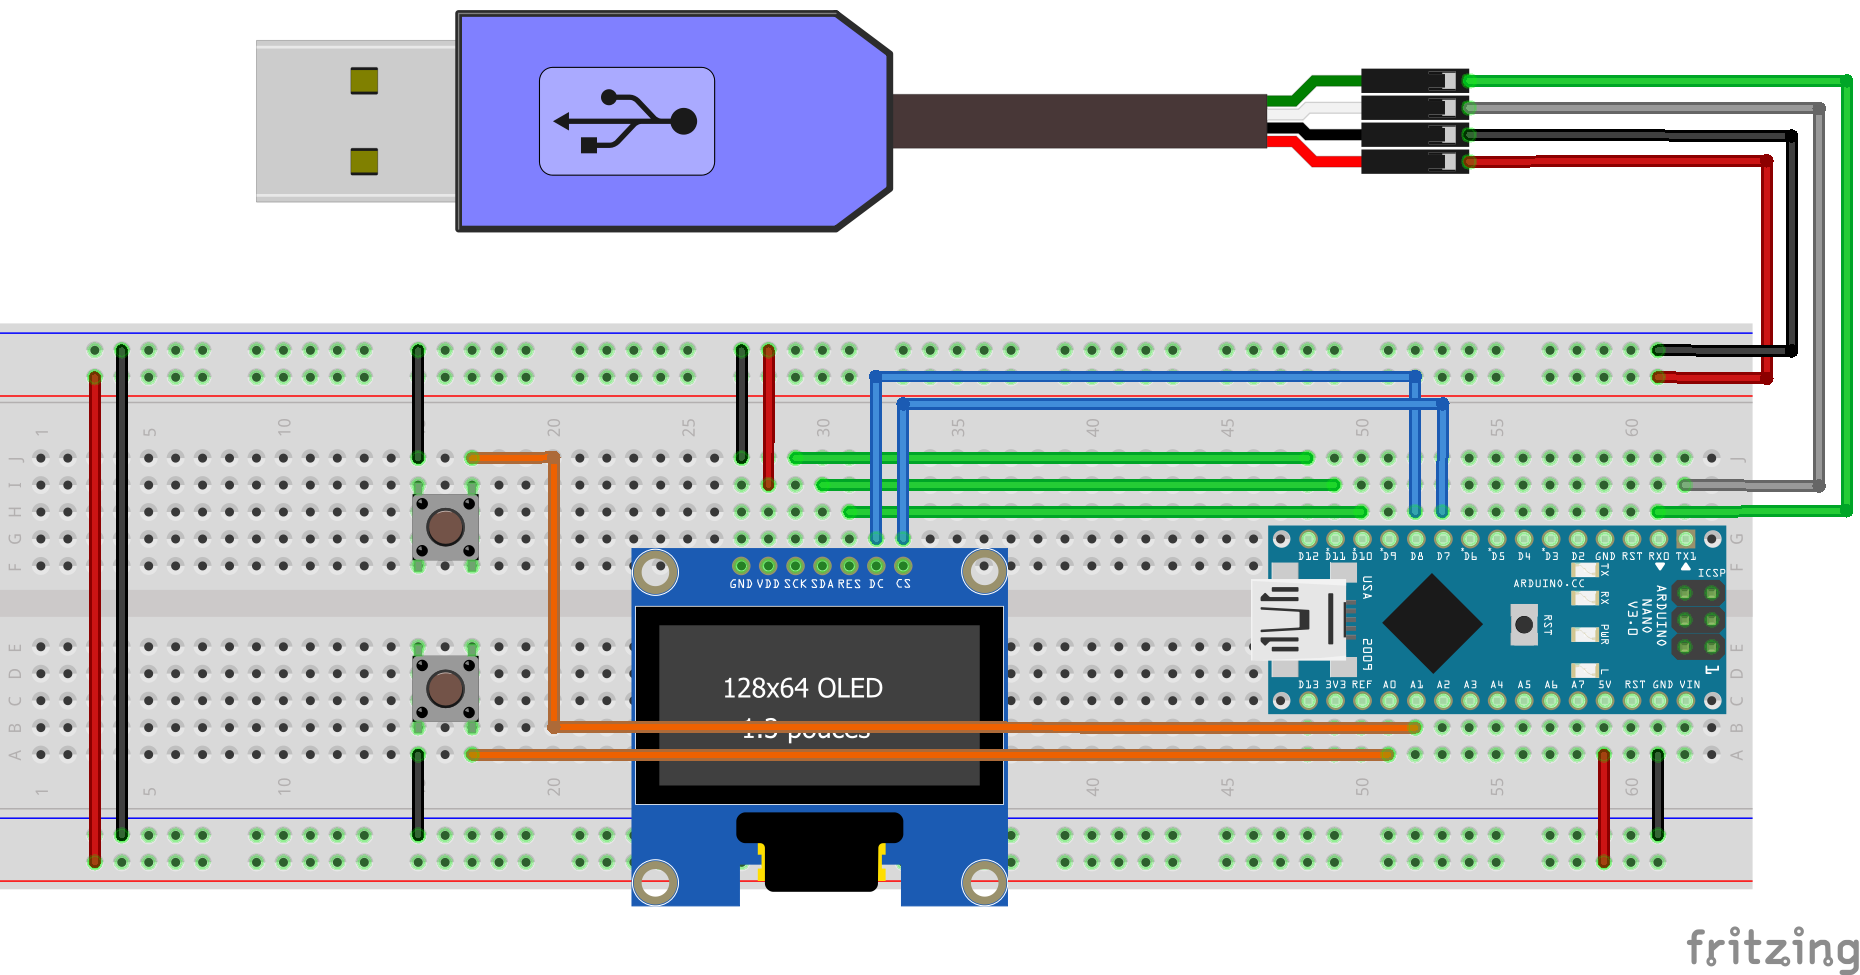 1 5 10 15 20 25 30 35 40 45 50 55 60
J J
I
H
G G
F F
GND VDD SCK SDA RES DC CS
128x64 OLED
1.3 pouces
D12 D11 D10 D9 D8 D7 D6 D5 D4 D3 D2 GND RST RX0 TX1
ICSP
TX
RX
PWR
L
USA
2009
ARDUINO.CC
RST
ARDUINO
NANO
V3.0
1
D13 3V3 REF A0 A1 A2 A3 A4 A5 A6 A7 5V RST GND VIN
E E
D D
C C
B B
A A
1 5 10 20 40 45 50 55 60
fritzing